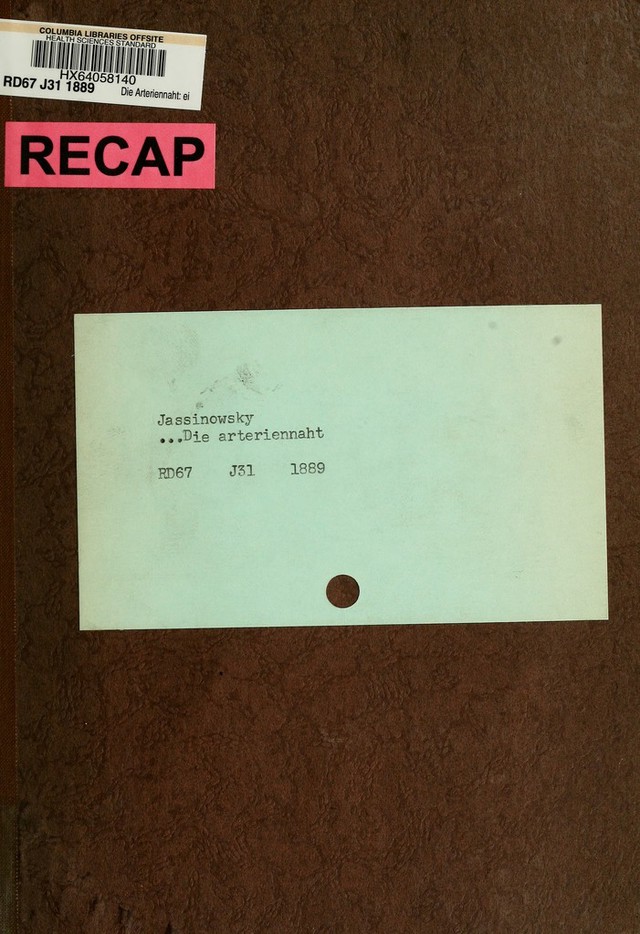 COLUMBIA LIBRARIES OFFSITE
HEALTH SCIENCES STANDARD
HX64058140
RD67 J31 1889
Die Arteriennaht: ei
RECAP
Jassinowsky
...Die arteriennaht
RD67 J31 1889